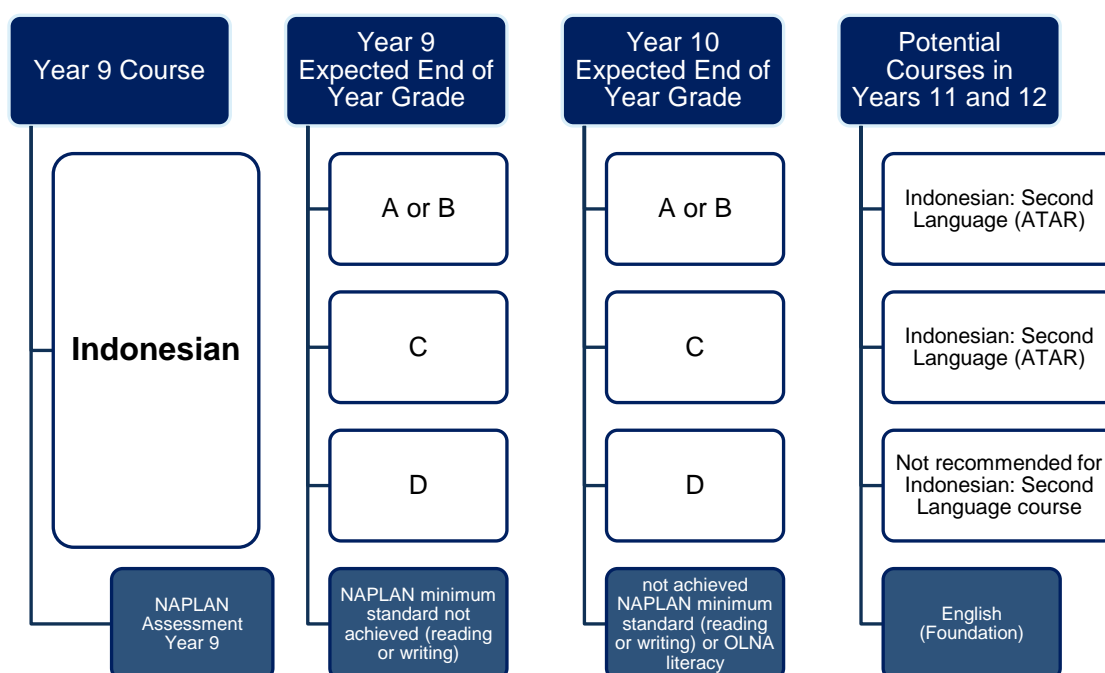 Year 9 Course
Year 9
Expected End of
Year Grade
Year 10
Expected End of
Year Grade
Potential
Courses in
Years 11 and 12
Indonesian
A or B
A or B
Indonesian: Second
Language (ATAR)
C
C
Indonesian: Second
Language (ATAR)
D
D
Not recommended for
Indonesian: Second
Language course
NAPLAN
Assessment
Year 9
NAPLAN minimum
standard not
achieved (reading
or writing)
not achieved
NAPLAN minimum
standard (reading
or writing) or OLNA
literacy
English
(Foundation)